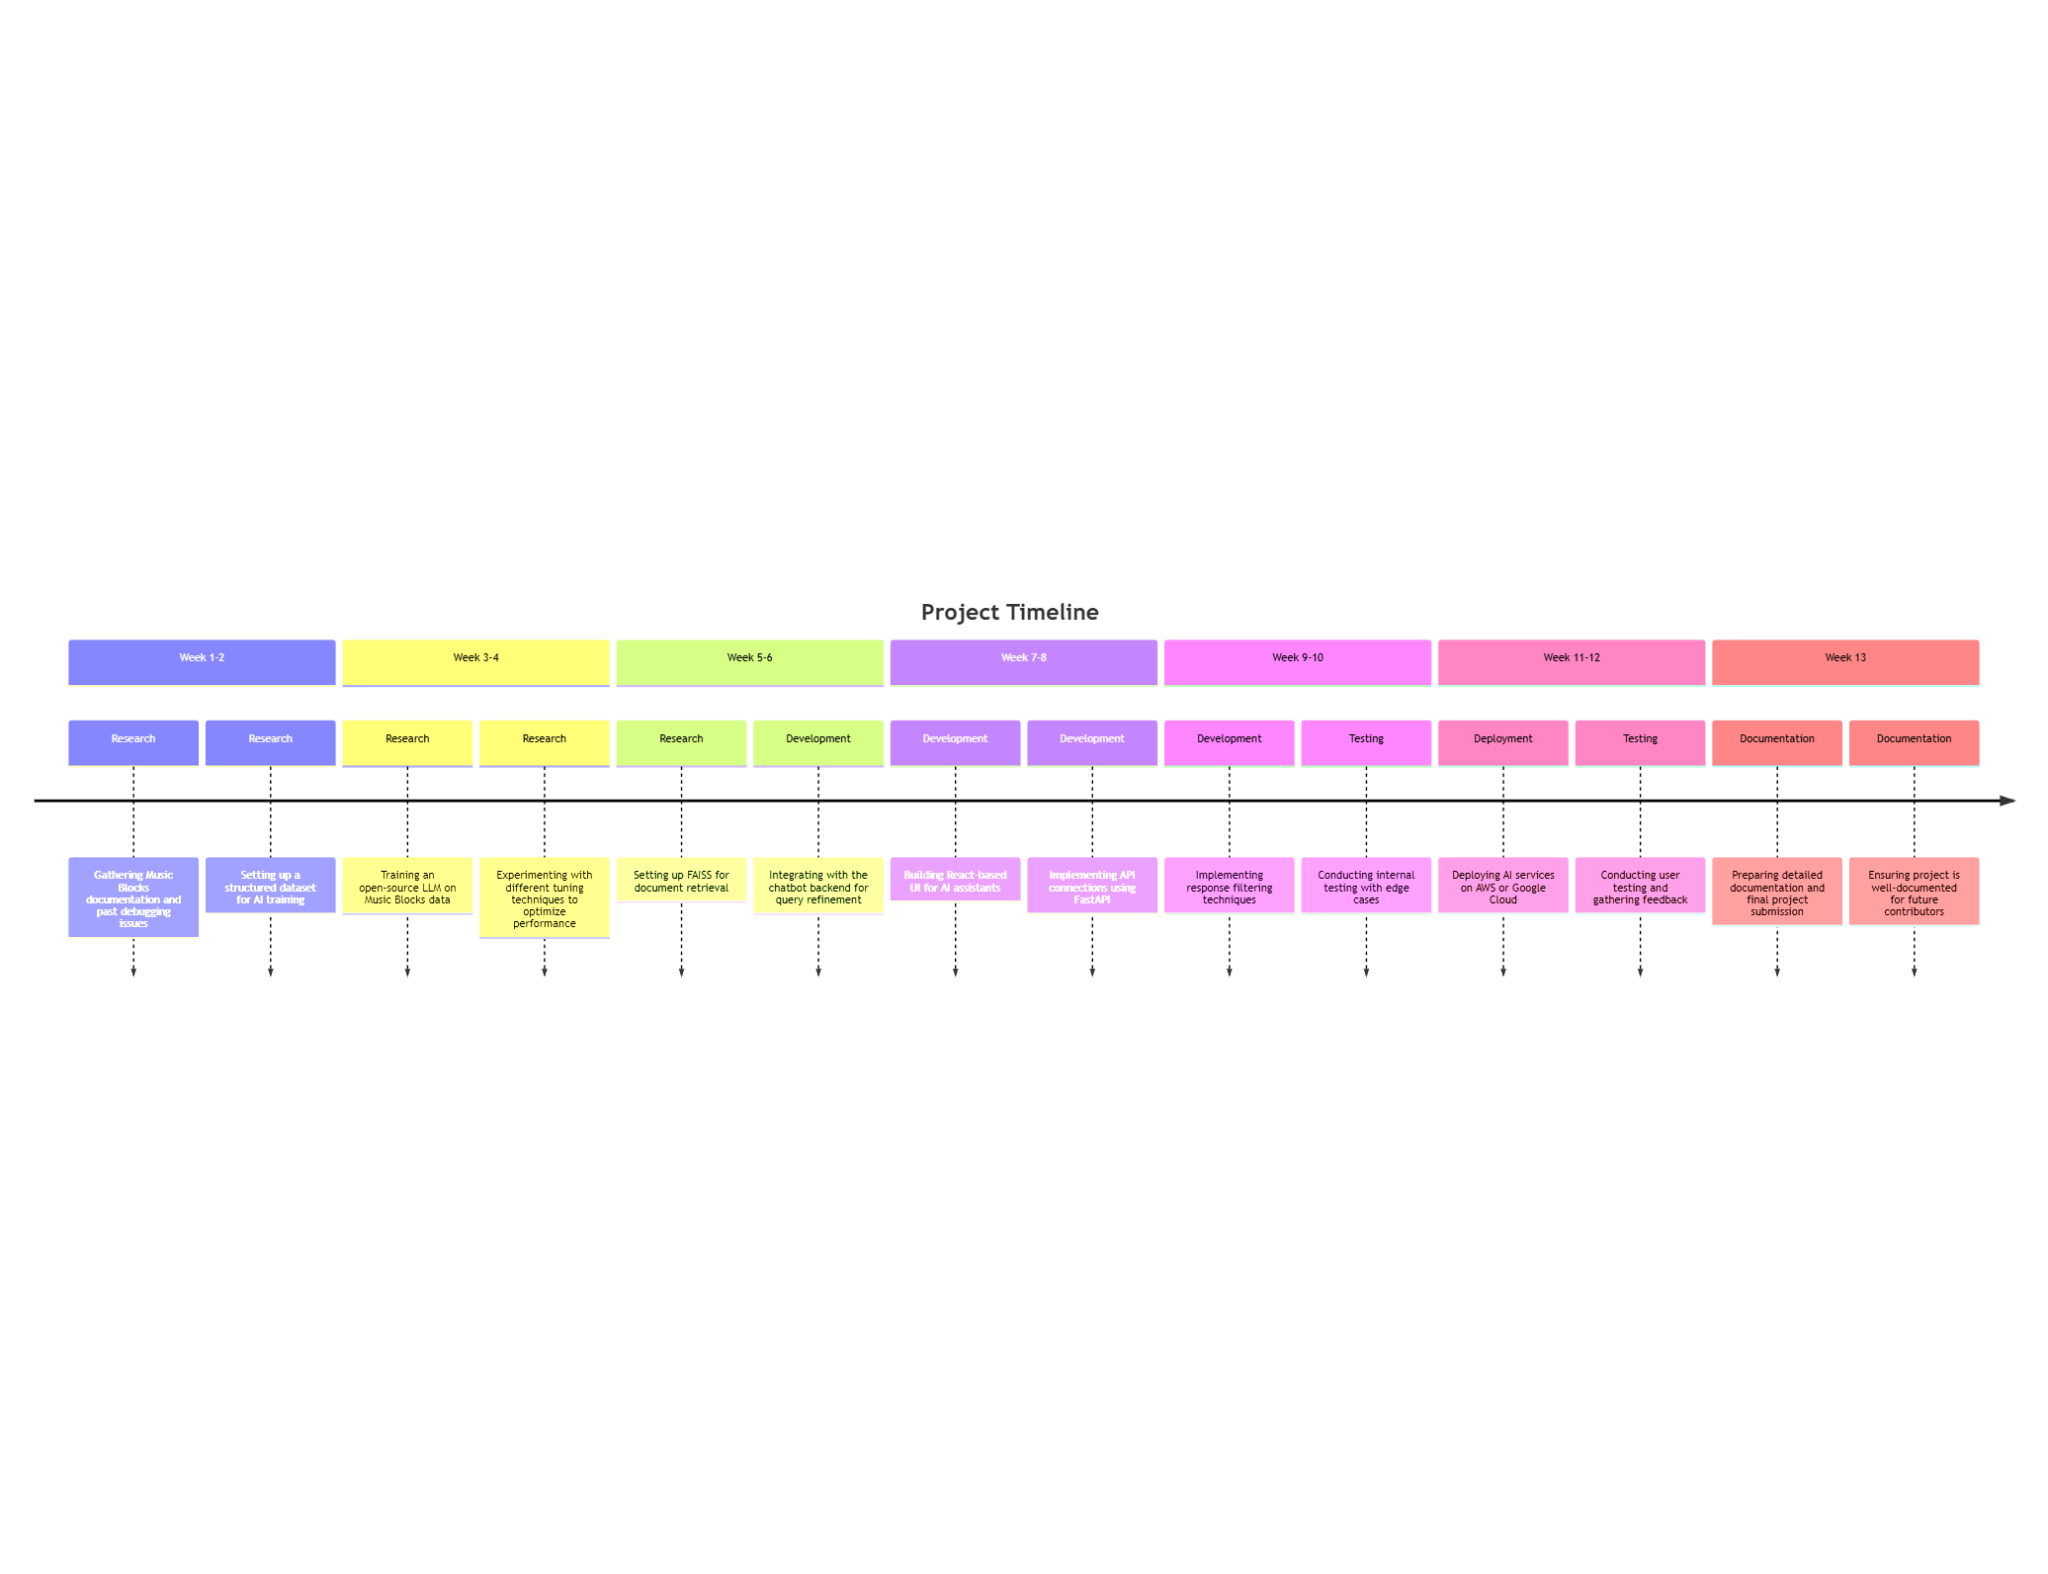 Project Timeline
Week 1-2
Week 3-4
Week 5-6
Week 7-8
Week 9-10
Week 11-12
Week 13
Research
Research
Research
Research
Research
Development
Development
Development
Development
Testing
Deployment
Testing
Documentation
Documentation
Gathering Music
Blocks
documentation and
past debugging
issues
Setting up a
structured dataset
for AI training
Training an
open-source LLM on
Music Blocks data
Experimenting with
different tuning
techniques to
optimize
performance
Setting up FAISS for
document retrieval
Integrating with the
chatbot backend for
query refinement
Building React-based
UI for AI assistants
Implementing API
connections using
FastAPI
Implementing
response filtering
techniques
Conducting internal
testing with edge
cases
Deploying AI services
on AWS or Google
Cloud
Conducting user
testing and
gathering feedback
Preparing detailed
documentation and
final project
submission
Ensuring project is
well-documented
for future
contributors